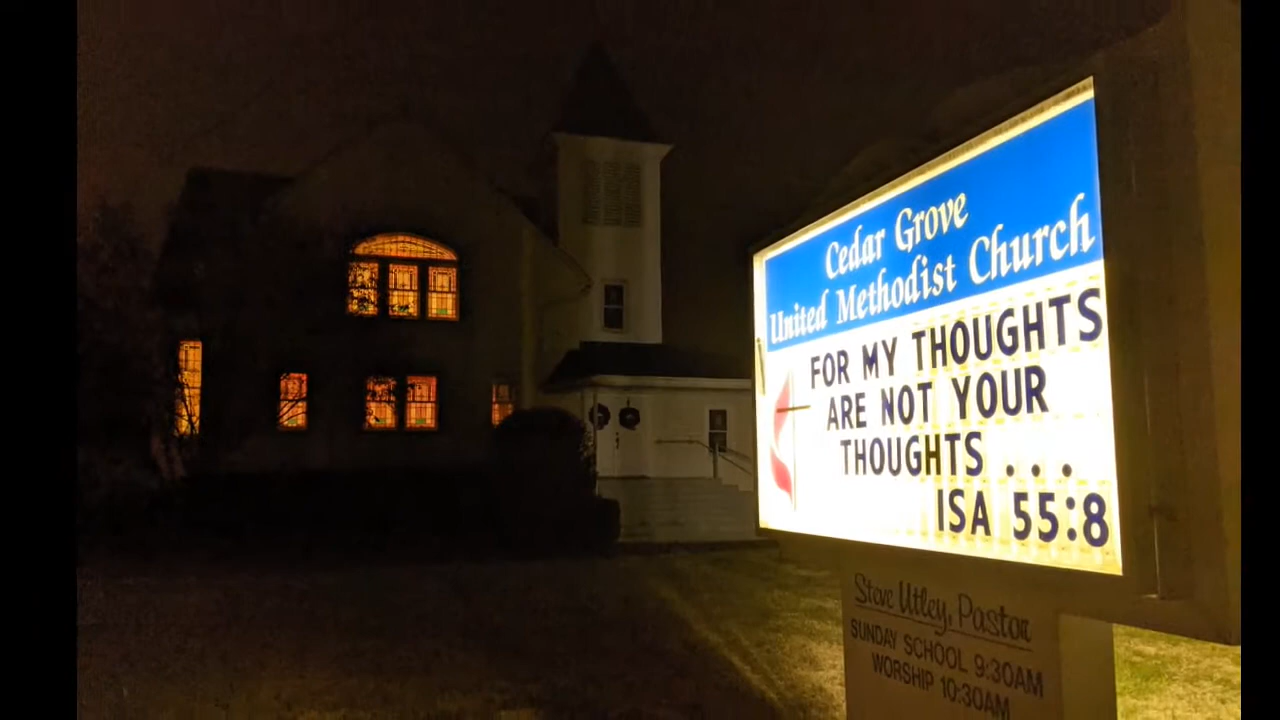 Cedar Grove
United Methodist Church
FOR MY THOUGHTS
ARE NOT YOUR
THOUGHTS ...
ISA 55:8
Steve Utley, Pastor
SUNDAY SCHOOL 9:30AM
WORSHIP 10:30AM